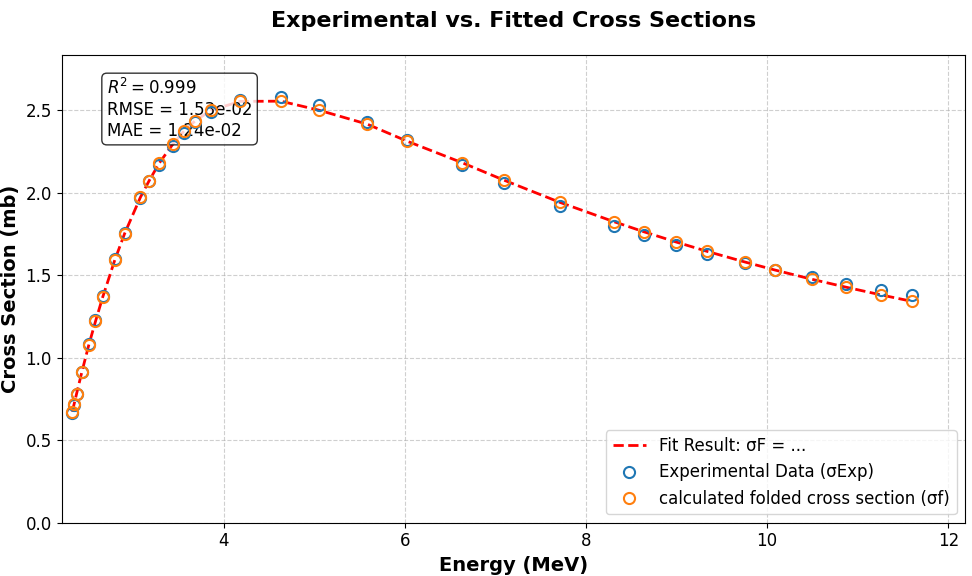 Experimental vs. Fitted Cross Sections
R² = 0.999
RMSE = 1.53e-02
MAE = 1.24e-02
Cross Section (mb)
2.5
2.0
1.5
1.0
0.5
0.0
4 6 8 10 12
Energy (MeV)
Fit Result: σF = ...
Experimental Data (σExp)
calculated folded cross section (σf)